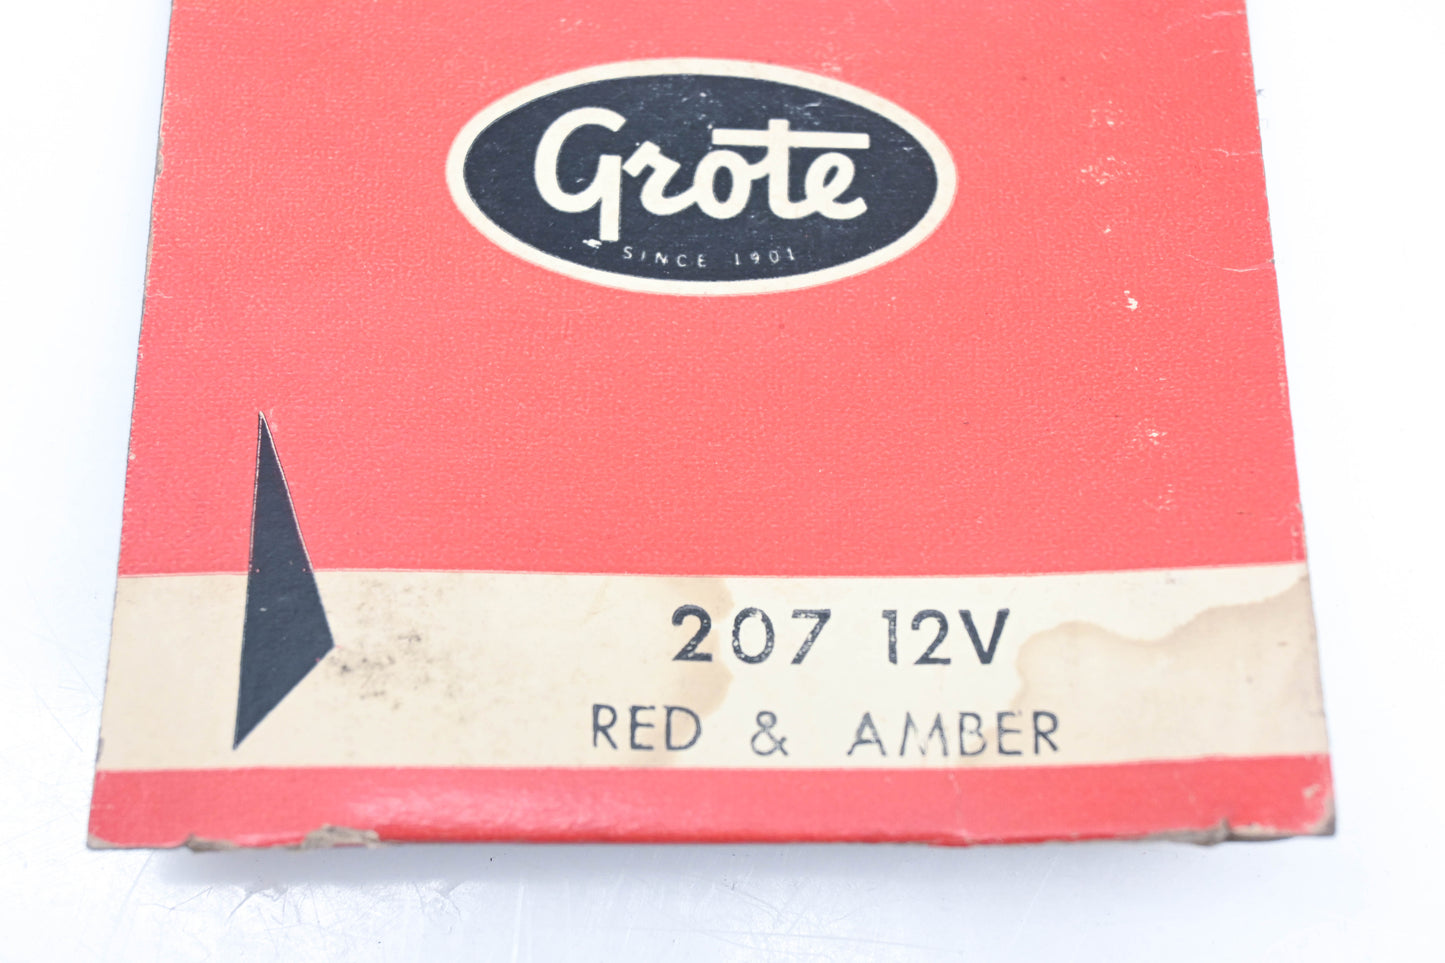 Grote
SINCE 1901
207 12V
RED & AMBER